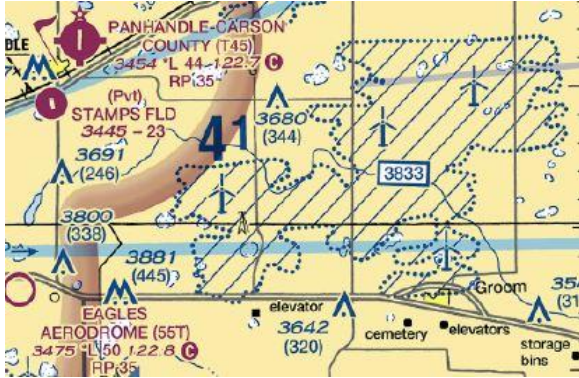 PANHANDLE-CARSON
COUNTY (T45)
3454 *L 44 122.7 C
RP 35
BLE
(Pvt)
STAMPS FLD
3445 - 23
3680
(344)
41
3691
(246)
3833
3800
(338)
3881
(445)
Groom
elevator
3642
(320)
cemetery
elevators
storage
bins
EAGLES
AERODROME (55T)
3475 *L 50 122.8 C
RP 35